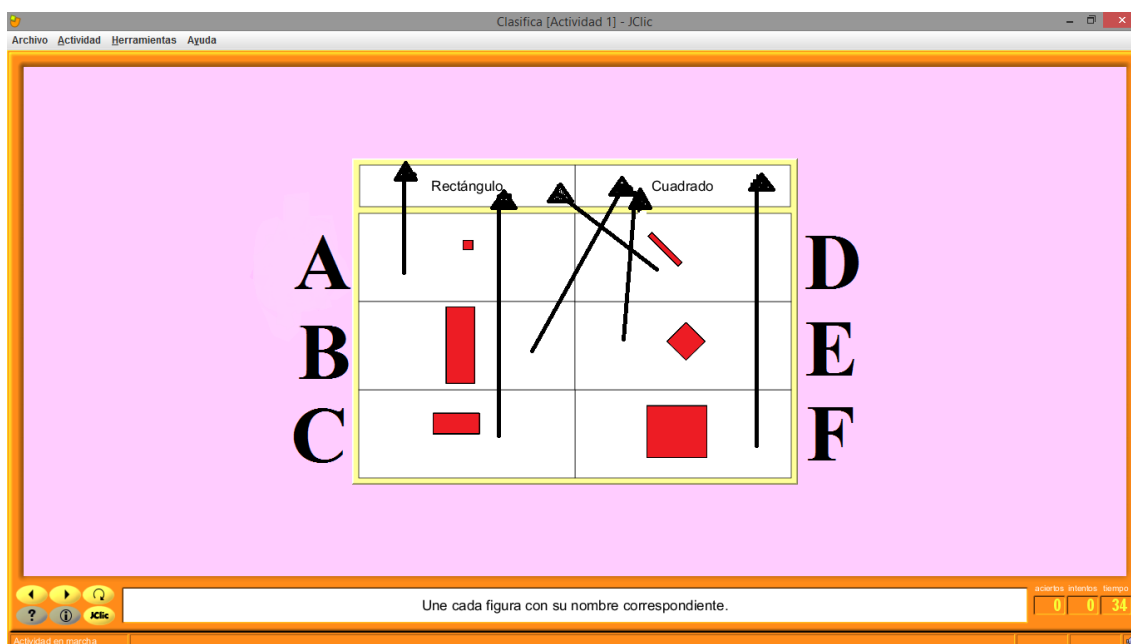 Clasifica [Actividad 1] - JClic
Archivo Actividad Herramientas Ayuda
Rectángulo Cuadrado
A D
B E
C F
aciertos intentos tiempo
Une cada figura con su nombre correspondiente.
0 0 34
? i JClic
Actividad en marcha